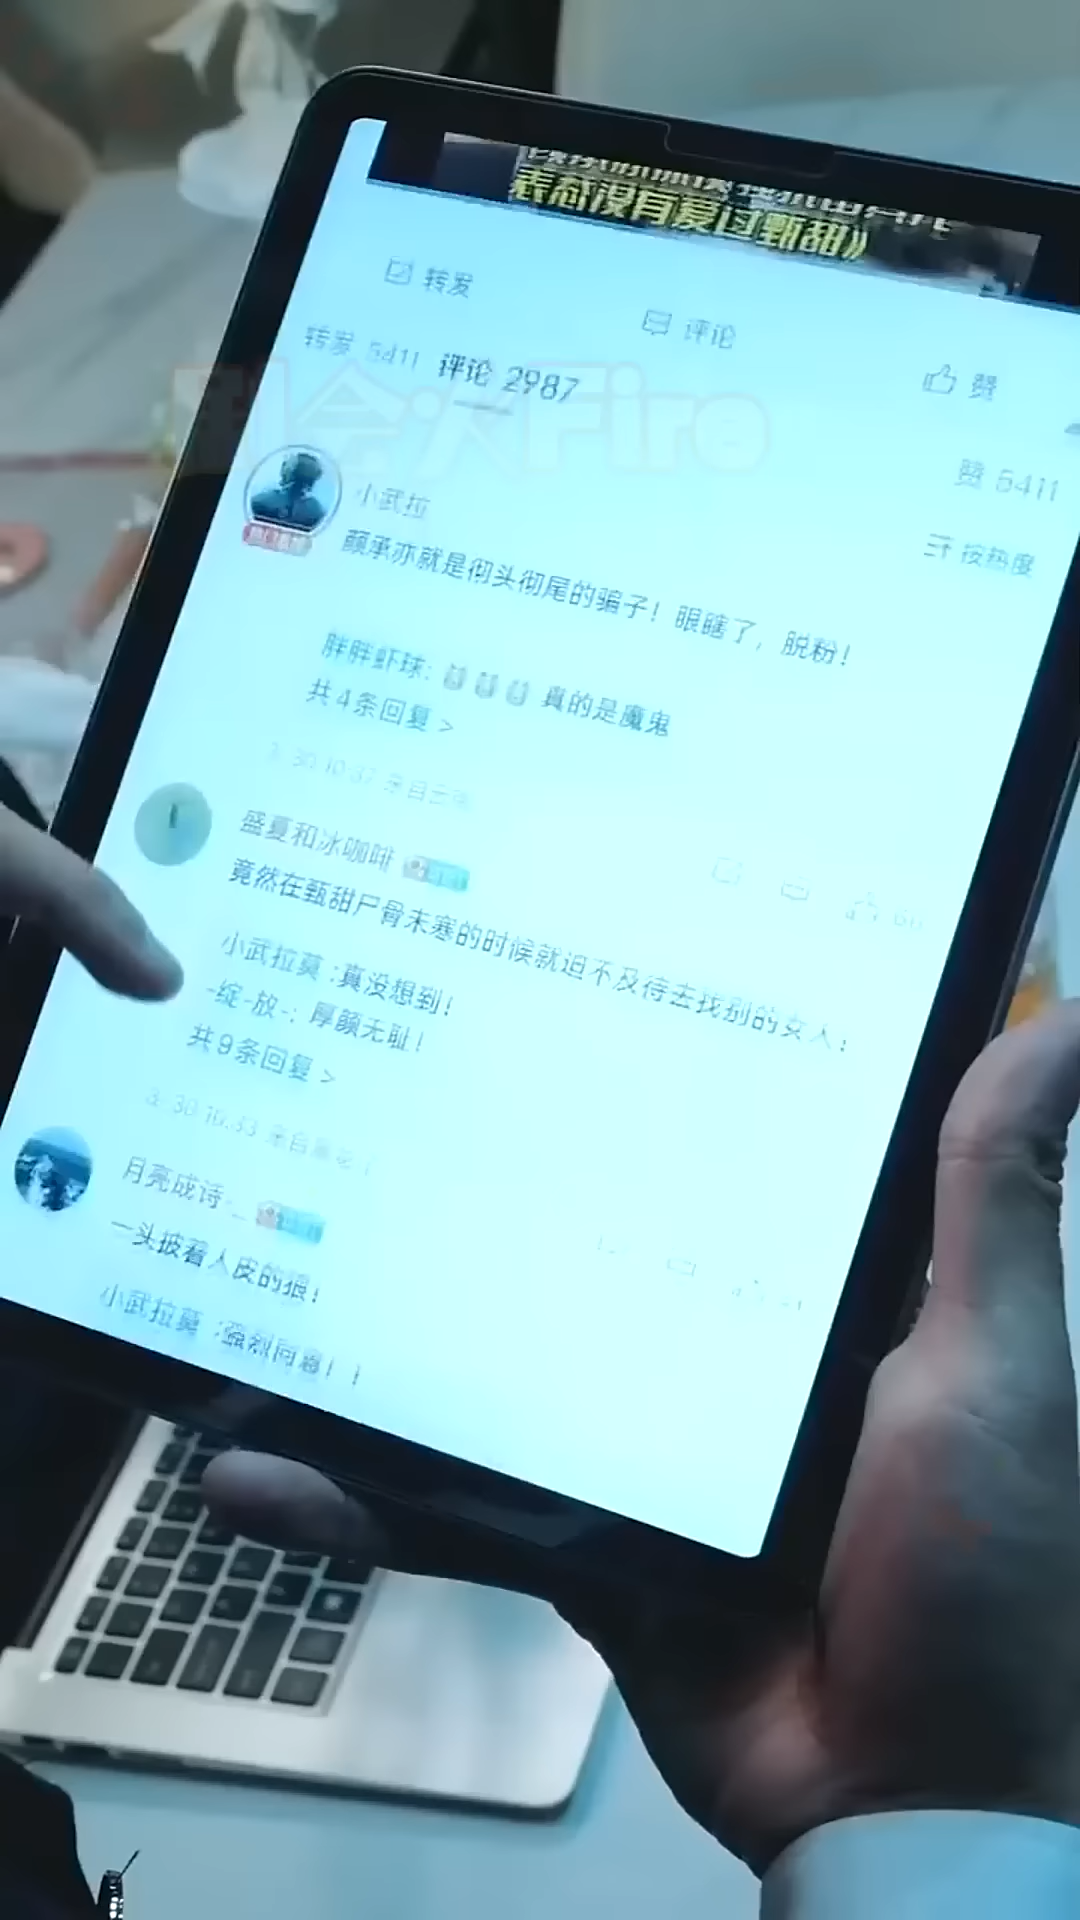 表态没有爱过甄甜》
转发
评论
赞
转发 5411 评论 2987
赞 5411
按热度
小武拉
颜承亦就是彻头彻尾的骗子！眼瞎了，脱粉！
胖胖虾球: 真的是魔鬼
共4条回复 >
盛夏和冰咖啡
竟然在甄甜尸骨未寒的时候就迫不及待去找别的女人！
小武拉莫 :真没想到！
-绽-放-: 厚颜无耻！
共9条回复 >
3. 30 10:33 来自
月亮成诗._
一头披着人皮的狼！
小武拉莫 :强烈同意！！